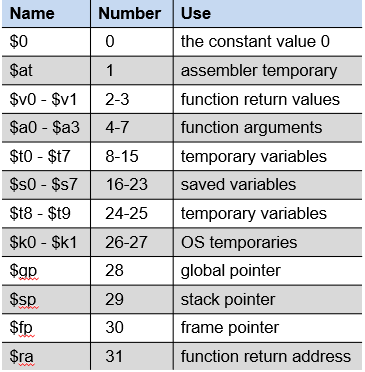 Name Number Use
$0 0 the constant value 0
$at 1 assembler temporary
$v0 - $v1 2-3 function return values
$a0 - $a3 4-7 function arguments
$t0 - $t7 8-15 temporary variables
$s0 - $s7 16-23 saved variables
$t8 - $t9 24-25 temporary variables
$k0 - $k1 26-27 OS temporaries
$gp 28 global pointer
$sp 29 stack pointer
$fp 30 frame pointer
$ra 31 function return address